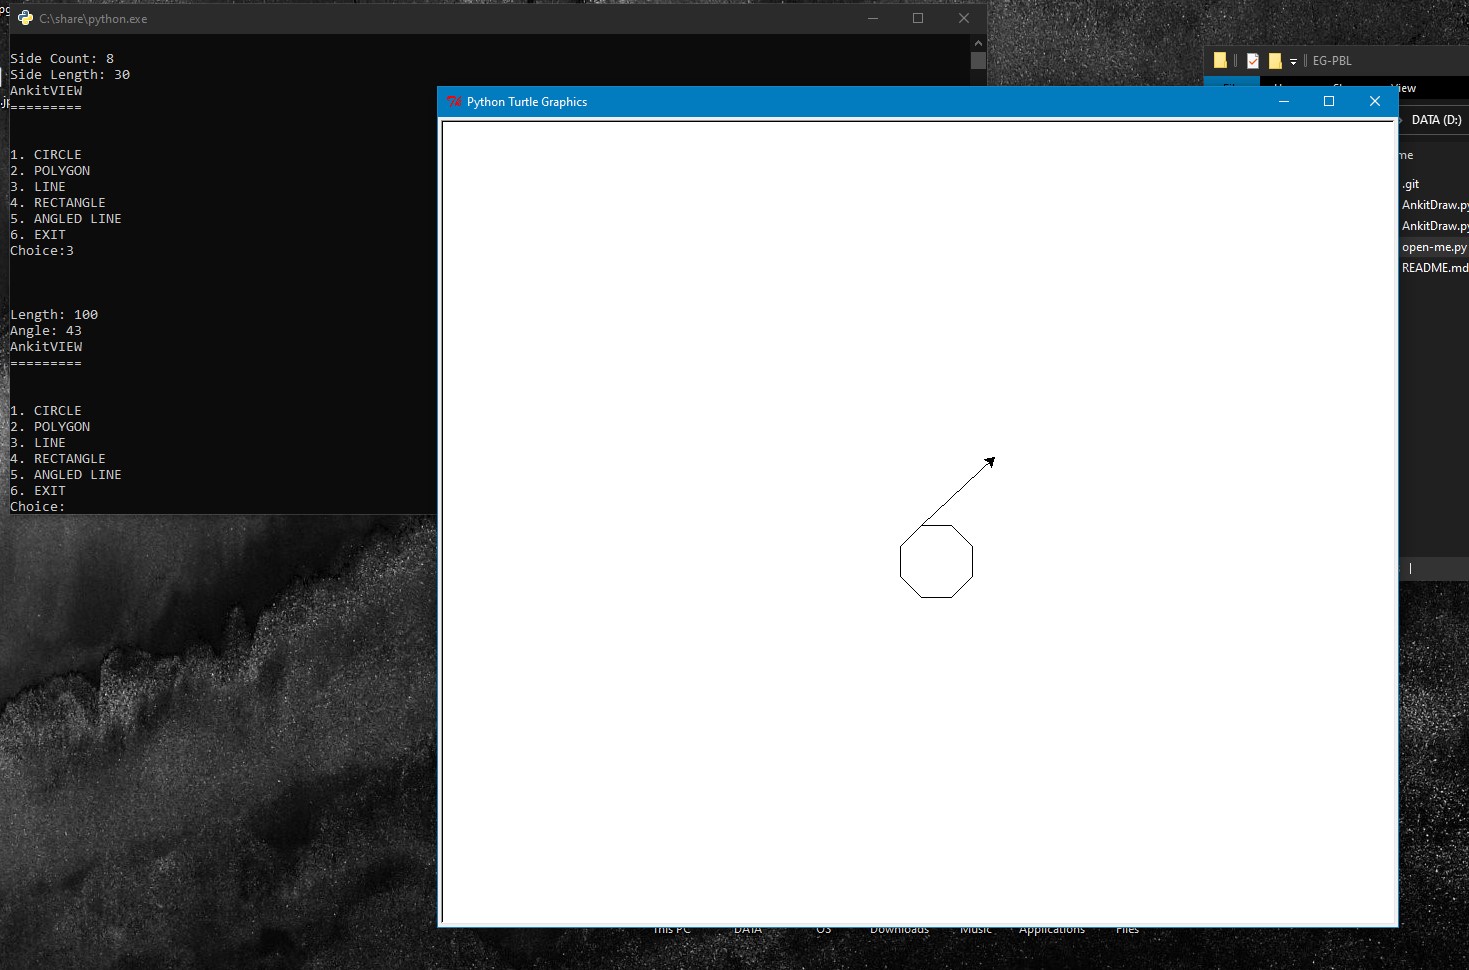 C:\share\python.exe
Side Count: 8
Side Length: 30
AnkitVIEW
=========
1. CIRCLE
2. POLYGON
3. LINE
4. RECTANGLE
5. ANGLED LINE
6. EXIT
Choice:3
Length: 100
Angle: 43
AnkitVIEW
=========
1. CIRCLE
2. POLYGON
3. LINE
4. RECTANGLE
5. ANGLED LINE
6. EXIT
Choice:
Python Turtle Graphics
EG-PBL
View
DATA (D:)
me
.git
AnkitDraw.py
AnkitDraw.py
open-me.py
README.md
This PC
DATA
OS
Downloads
Music
Applications
Files